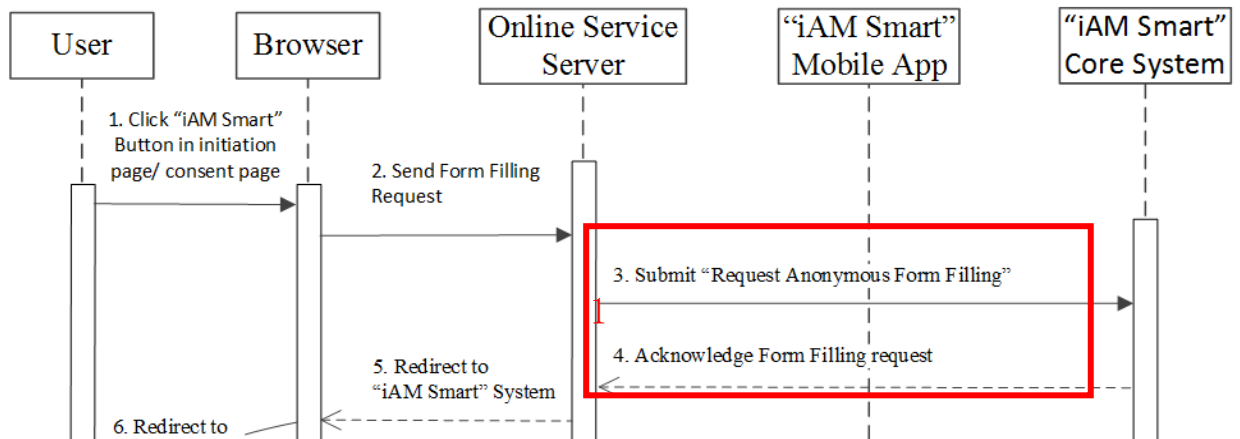 User
Browser
Online Service
Server
“iAM Smart”
Mobile App
“iAM Smart”
Core System
1. Click “iAM Smart”
Button in initiation
page/ consent page
2. Send Form Filling
Request
3. Submit “Request Anonymous Form Filling”
1
4. Acknowledge Form Filling request
5. Redirect to
“iAM Smart” System
6. Redirect to